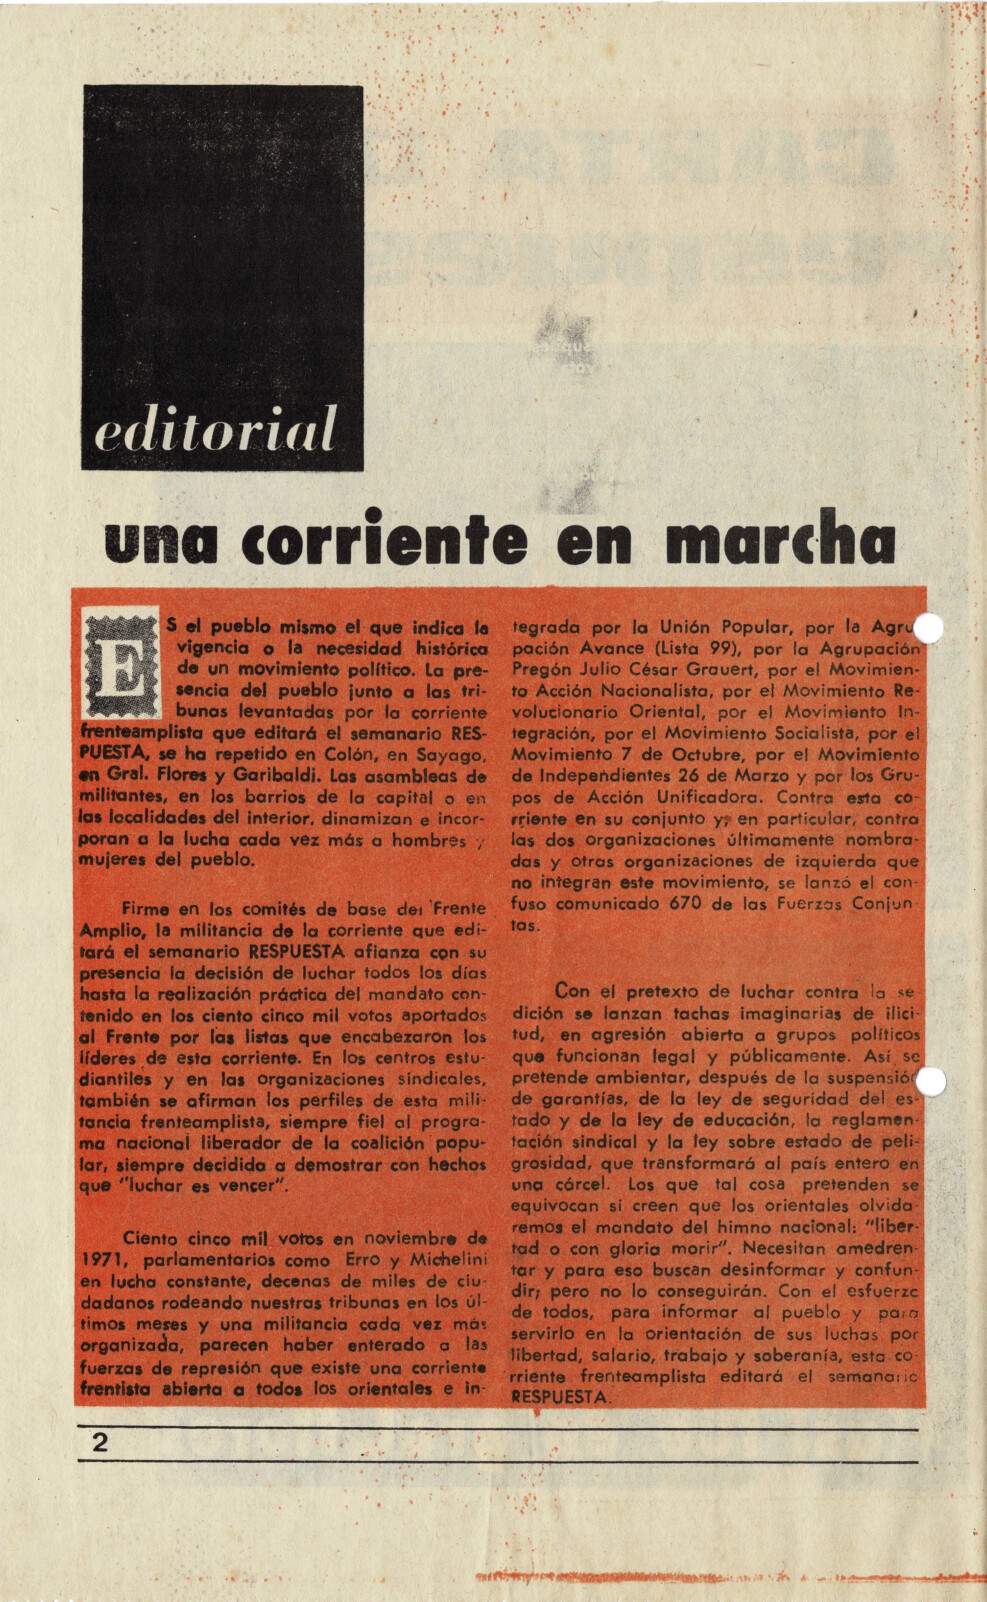 editorial
una corriente en marcha
ES el pueblo mismo el que indica la
vigencia o la necesidad histórica
de un movimiento político. La pre-
sencia del pueblo junto a las tri-
bunas levantadas por la corriente
frenteamplista que editará el semanario RES-
PUESTA, se ha repetido en Colón, en Sayago,
en Gral. Flores y Garibaldi. Las asambleas de
militantes, en los barrios de la capital o en
las localidades del interior, dinamizan e incor-
poran a la lucha cada vez más a hombres y
mujeres del pueblo.
Firme en los comités de base del Frente
Amplio, la militancia de la corriente que edi-
tará el semanario RESPUESTA afianza con su
presencia la decisión de luchar todos los días
hasta la realización práctica del mandato con-
tenido en los ciento cinco mil votos aportados
al Frente por las listas que encabezaron los
líderes de esta corriente. En los centros estu-
diantiles y en las organizaciones sindicales,
también se afirman los perfiles de esta mili-
tancia frenteamplista, siempre fiel al progra-
ma nacional liberador de la coalición popu-
lar, siempre decidida a demostrar con hechos
que "luchar es vencer".
Ciento cinco mil votos en noviembre de
1971, parlamentarios como Erro y Michelini
en lucha constante, decenas de miles de ciu-
dadanos rodeando nuestras tribunas en los úl-
timos meses y una militancia cada vez más
organizada, parecen haber enterado a las
fuerzas de represión que existe una corriente
frentista abierta a todos los orientales e in-
tegrada por la Unión Popular, por la Agru-
pación Avance (Lista 99), por la Agrupación
Pregón Julio César Grauert, por el Movimien-
to Acción Nacionalista, por el Movimiento Re-
volucionario Oriental, por el Movimiento In-
tegración, por el Movimiento Socialista, por el
Movimiento 7 de Octubre, por el Movimiento
de Independientes 26 de Marzo y por los Gru-
pos de Acción Unificadora. Contra esta co-
rriente en su conjunto y, en particular, contra
las dos organizaciones últimamente nombra-
das y otras organizaciones de izquierda que
no integran este movimiento, se lanzó el con-
fuso comunicado 670 de las Fuerzas Conjun-
tas.
Con el pretexto de luchar contra la se-
dición se lanzan tachas imaginarias de ilici-
tud, en agresión abierta a grupos políticos
que funcionan legal y públicamente. Así se
pretende ambientar, después de la suspensión
de garantías, de la ley de seguridad del es-
tado y de la ley de educación, la reglamen-
tación sindical y la ley sobre estado de peli-
grosidad, que transformará al país entero en
una cárcel. Los que tal cosa pretenden se
equivocan si creen que los orientales olvida-
remos el mandato del himno nacional: "liber-
tad o con gloria morir". Necesitan amedren-
tar y para eso buscan desinformar y confun-
dir; pero no lo conseguirán. Con el esfuerzo
de todos, para informar al pueblo y para
servirlo en la orientación de sus luchas por
libertad, salario, trabajo y soberanía, esta co-
rriente frenteamplista editará el semanario
RESPUESTA.
2